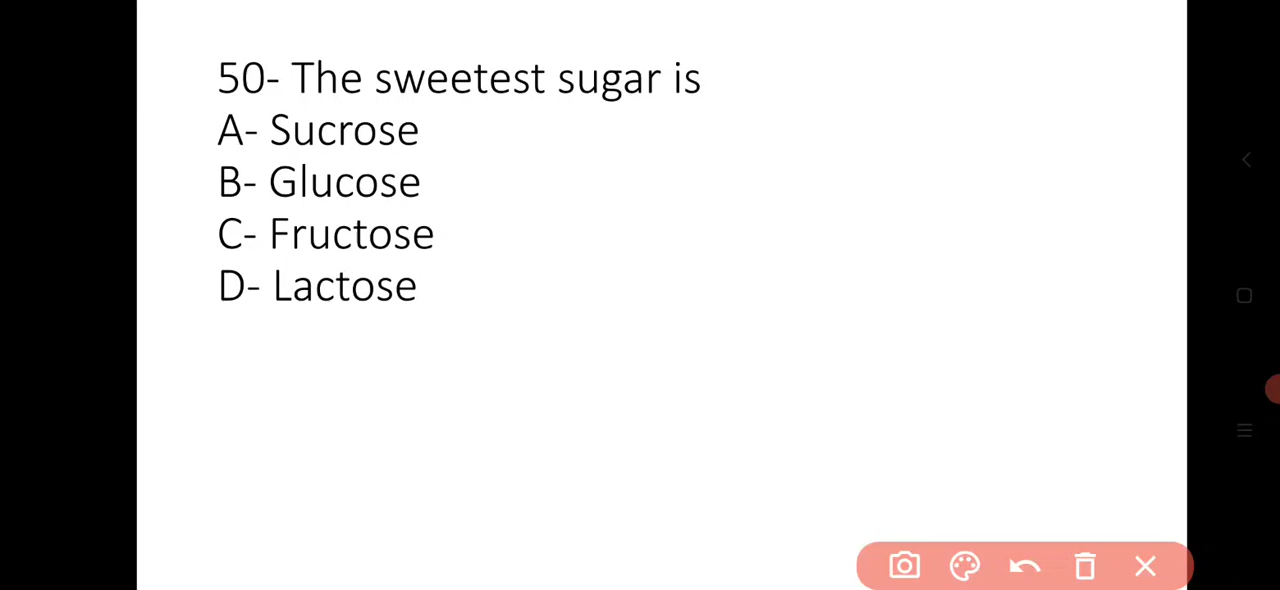 50- The sweetest sugar is
A- Sucrose
B- Glucose
C- Fructose
D- Lactose